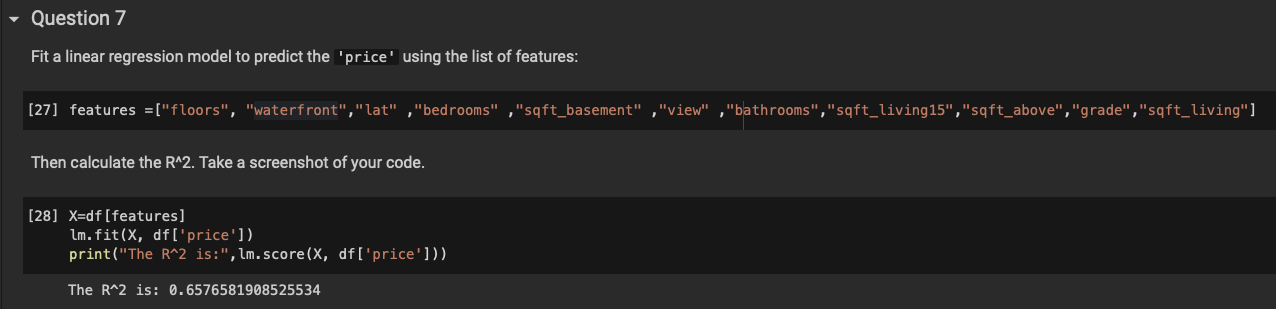 Question 7
Fit a linear regression model to predict the 'price' using the list of features:
[27] features =["floors", "waterfront","lat" ,"bedrooms" ,"sqft_basement" ,"view" ,"bathrooms","sqft_living15","sqft_above","grade","sqft_living"]
Then calculate the R^2. Take a screenshot of your code.
[28] X=df[features]
lm.fit(X, df['price'])
print("The R^2 is:",lm.score(X, df['price']))
The R^2 is: 0.6576581908525534